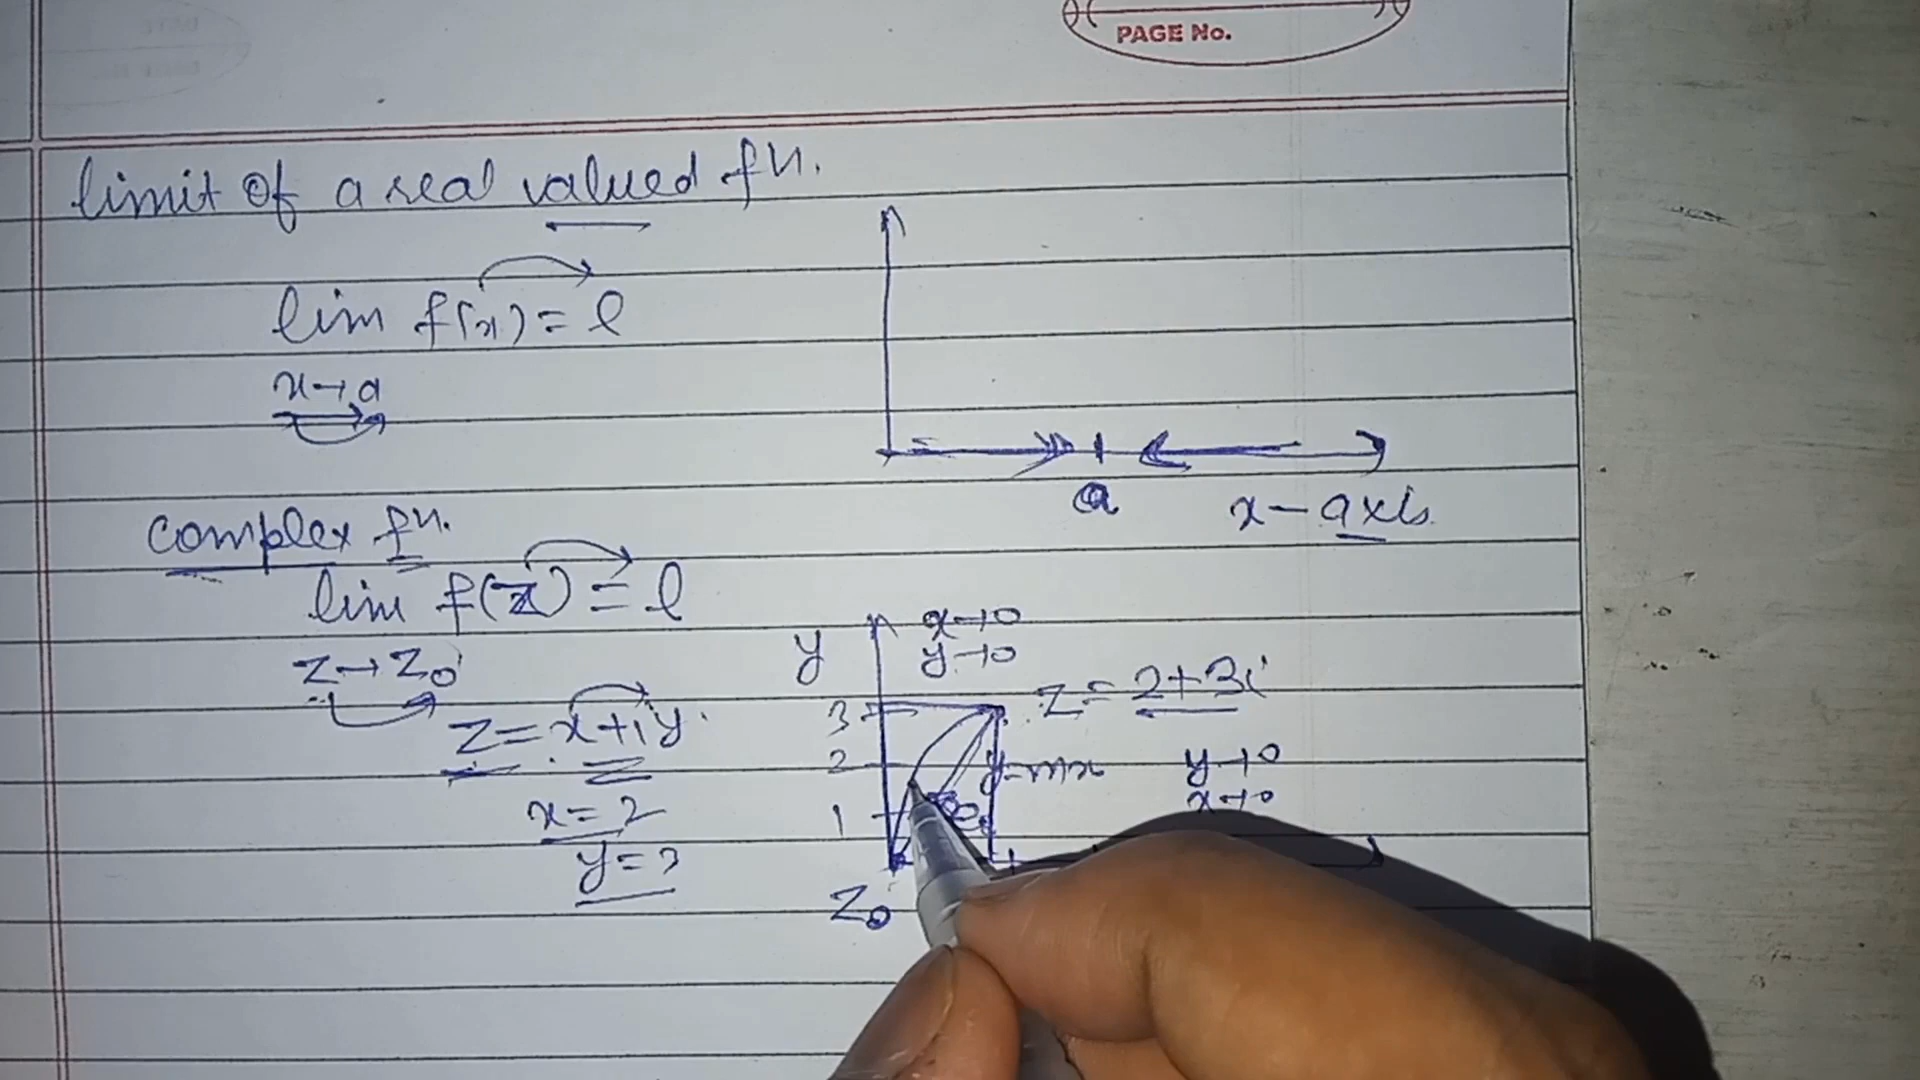 PAGE No.
limit of a real valued fn.
lim f(x) = l
x→a
a
x-axis
complex fn.
lim f(z) = l
z→z₀
x→0
y→0
y
z = 2+3i
3
z = x+iy
2
y=mx
y→0
x→0
x=2
1
y=3
z₀